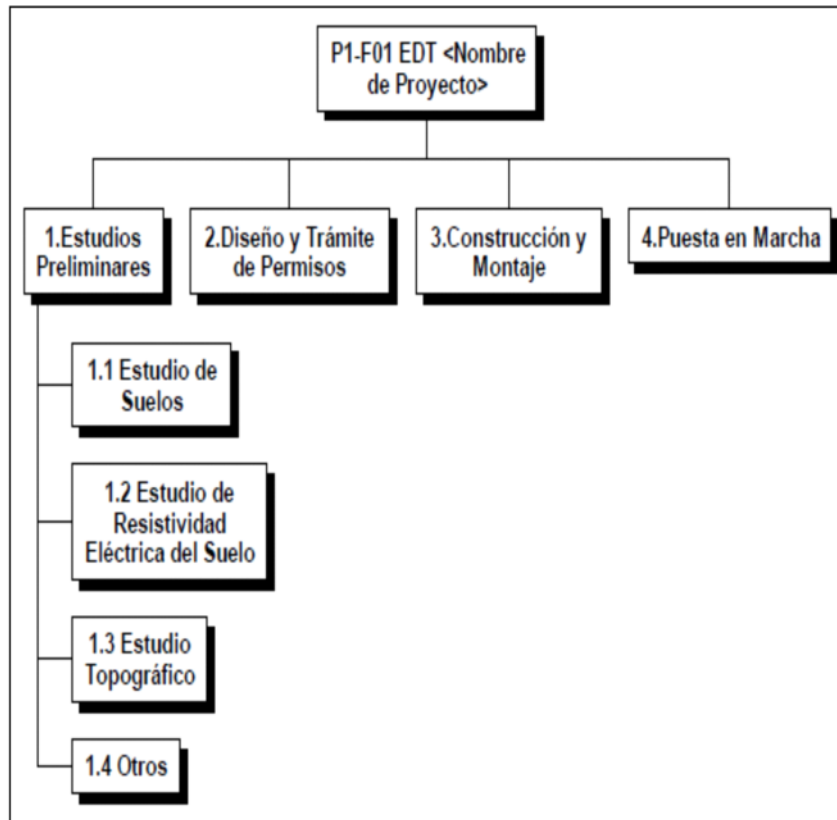 P1-F01 EDT <Nombre
de Proyecto>
1.Estudios
Preliminares
2.Diseño y Trámite
de Permisos
3.Construcción y
Montaje
4.Puesta en Marcha
1.1 Estudio de
Suelos
1.2 Estudio de
Resistividad
Eléctrica del Suelo
1.3 Estudio
Topográfico
1.4 Otros